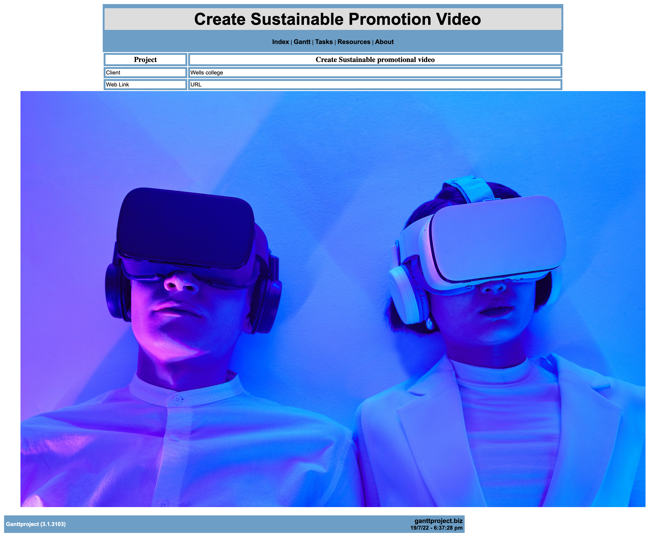 Create Sustainable Promotion Video
Index | Gantt | Tasks | Resources | About
Project Create Sustainable promotional video
Client Wells college
Web Link URL
Ganttproject (3.1.3103) ganttproject.biz
19/7/22 - 6:37:28 pm